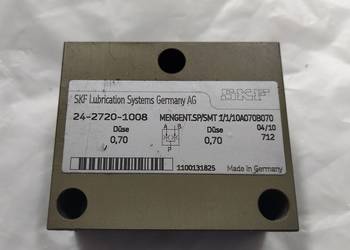 SKF Lubrication Systems Germany AG
SKF
24-2720-1008 MENGENT.SP/SMT 1/1/10A070B070
Düse A B Düse 04/10
0,70 0,70 712
P
1100131825 Made in Germany